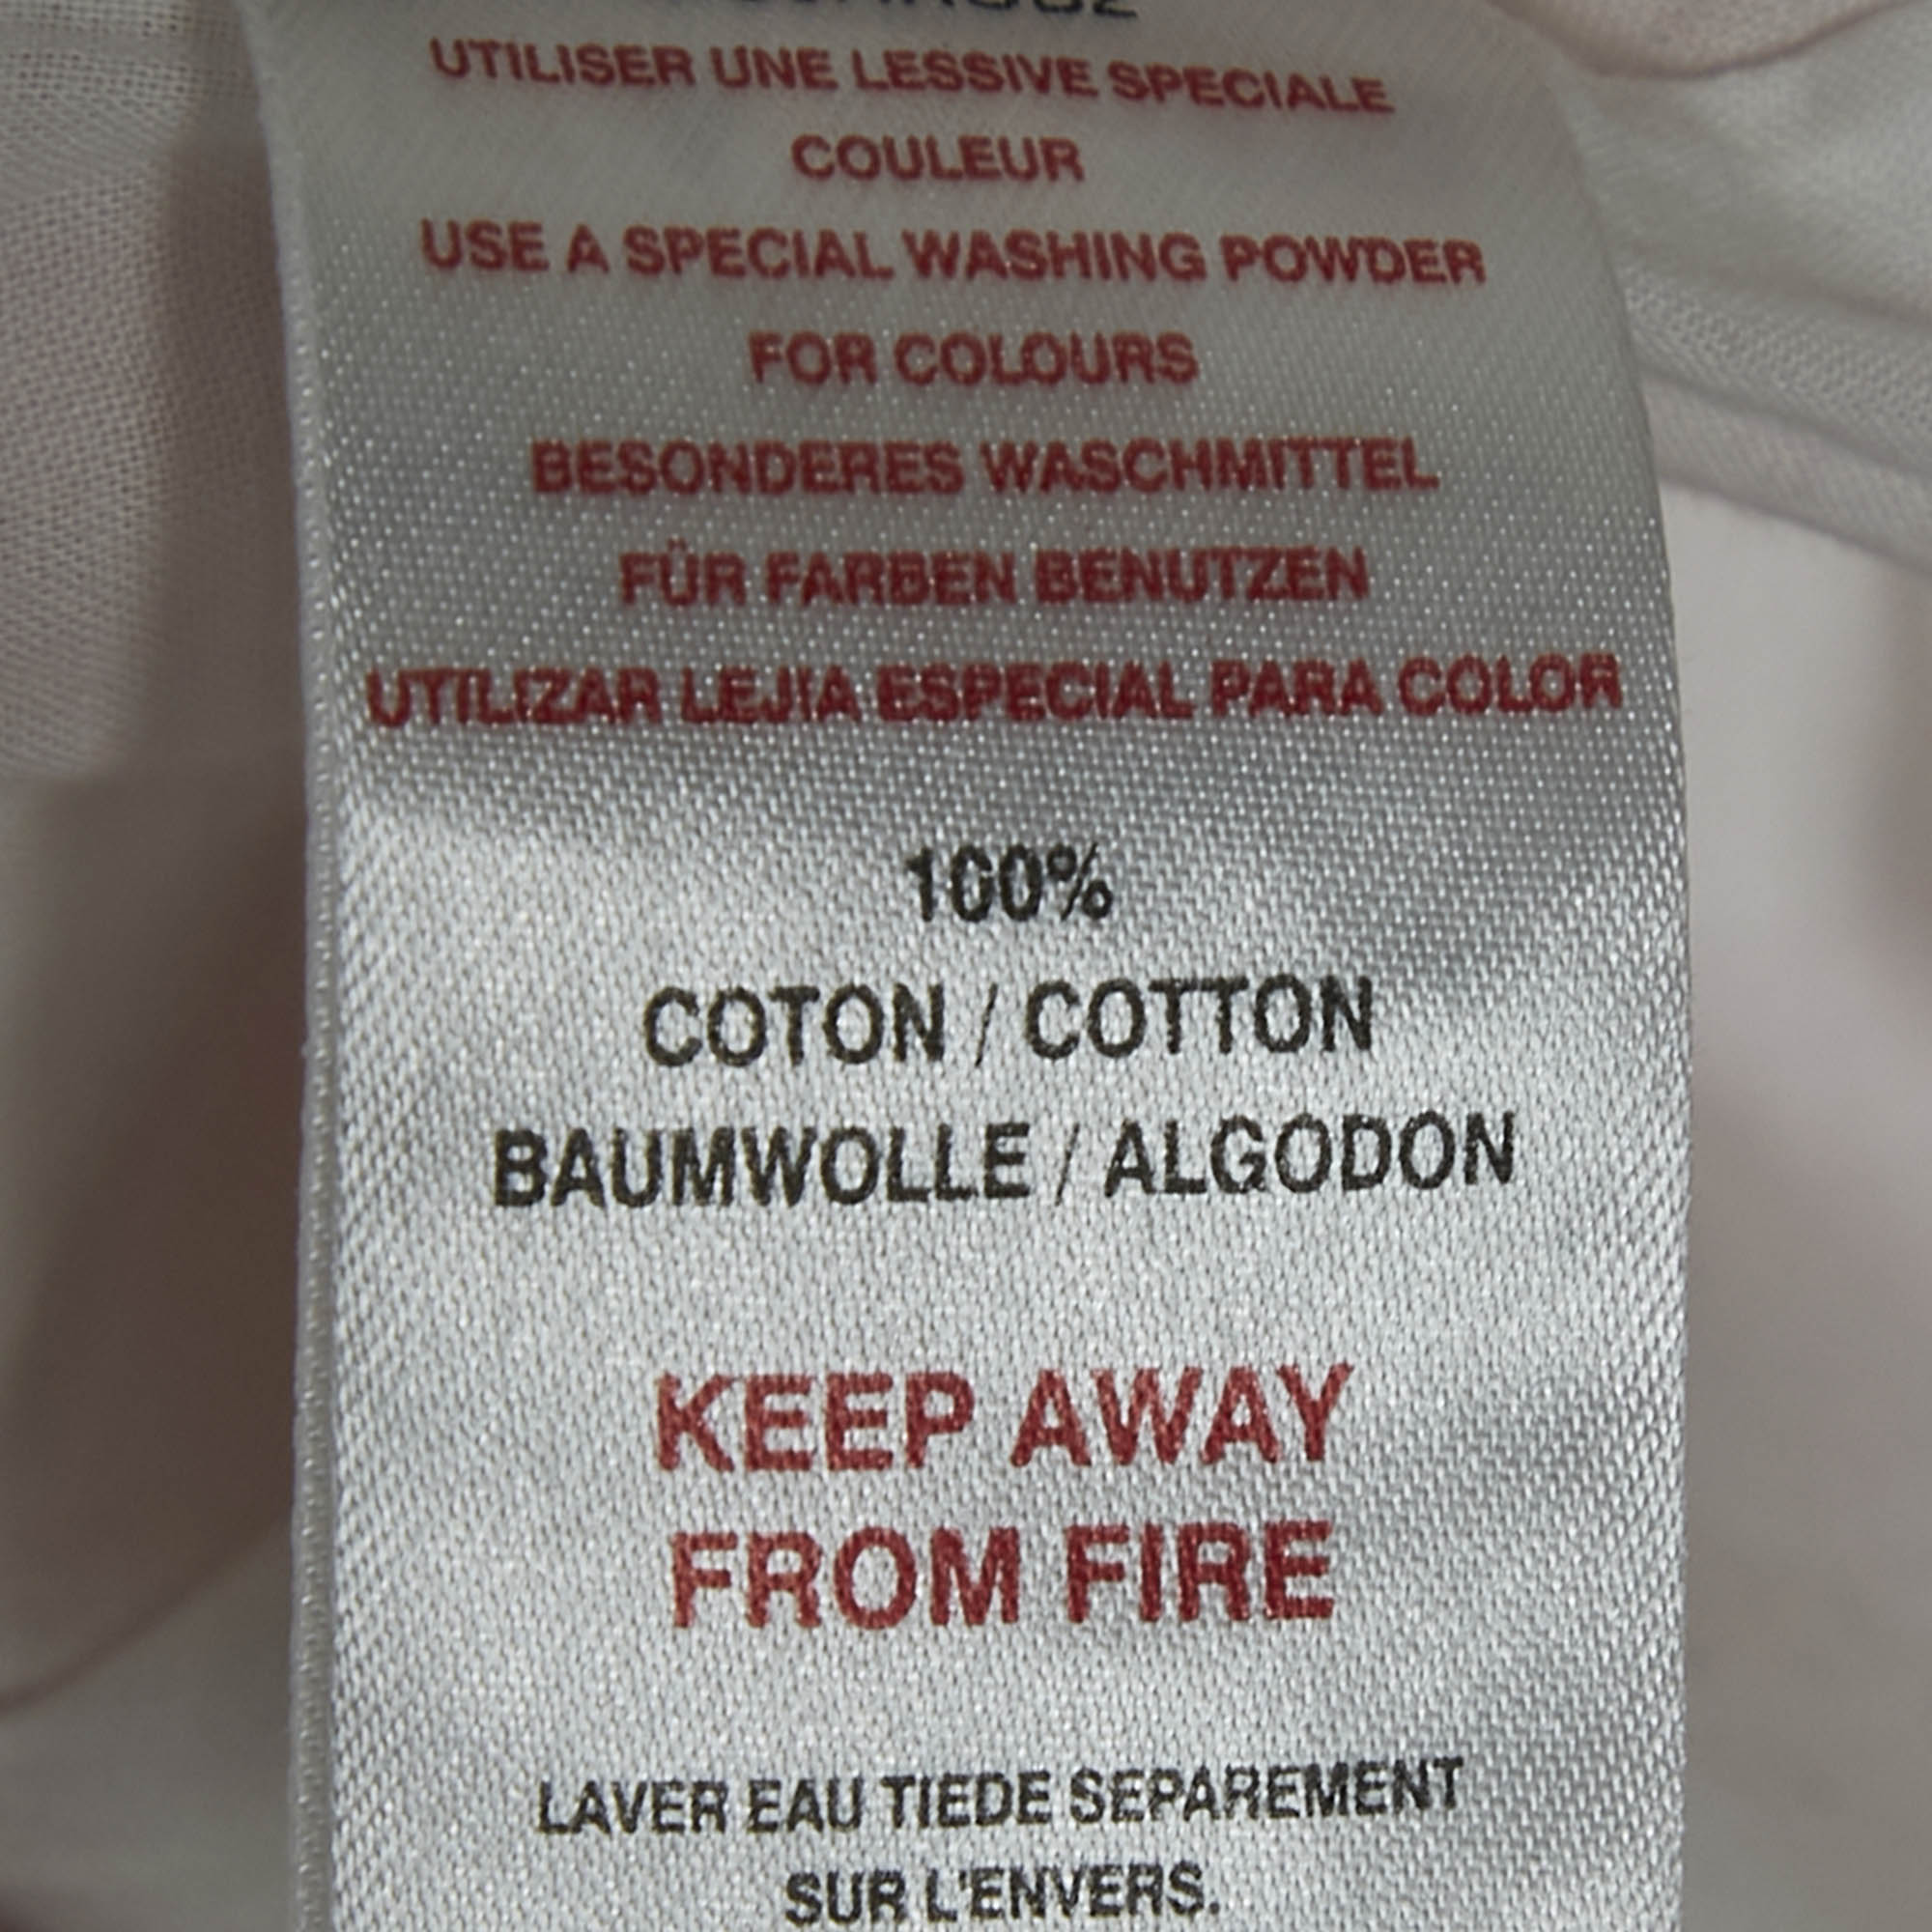 UTILISER UNE LESSIVE SPECIALE
COULEUR
USE A SPECIAL WASHING POWDER
FOR COLOURS
BESONDERES WASCHMITTEL
FÜR FARBEN BENUTZEN
UTILIZAR LEJIA ESPECIAL PARA COLOR
100%
COTON / COTTON
BAUMWOLLE / ALGODON
KEEP AWAY
FROM FIRE
LAVER EAU TIEDE SEPAREMENT
SUR L'ENVERS.